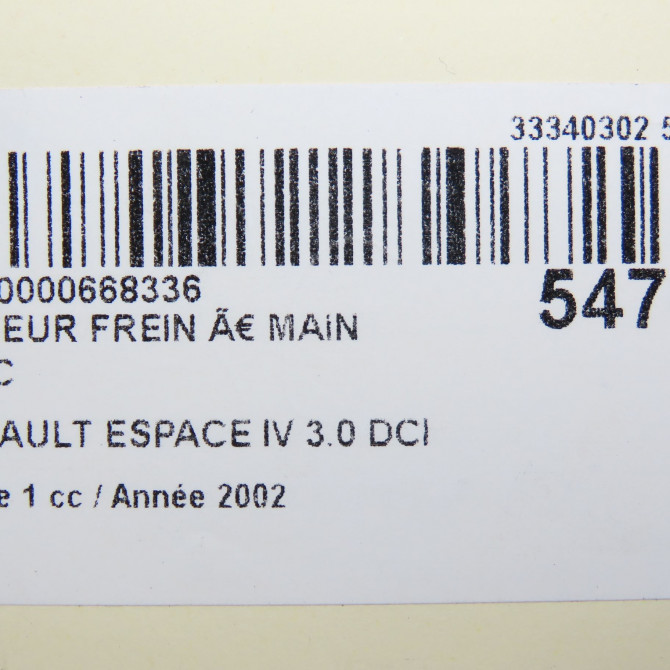 33340302 5
0000668336
547
EUR FREIN Ã€ MAiN
C
AULT ESPACE IV 3.0 DCI
e 1 cc / Année 2002